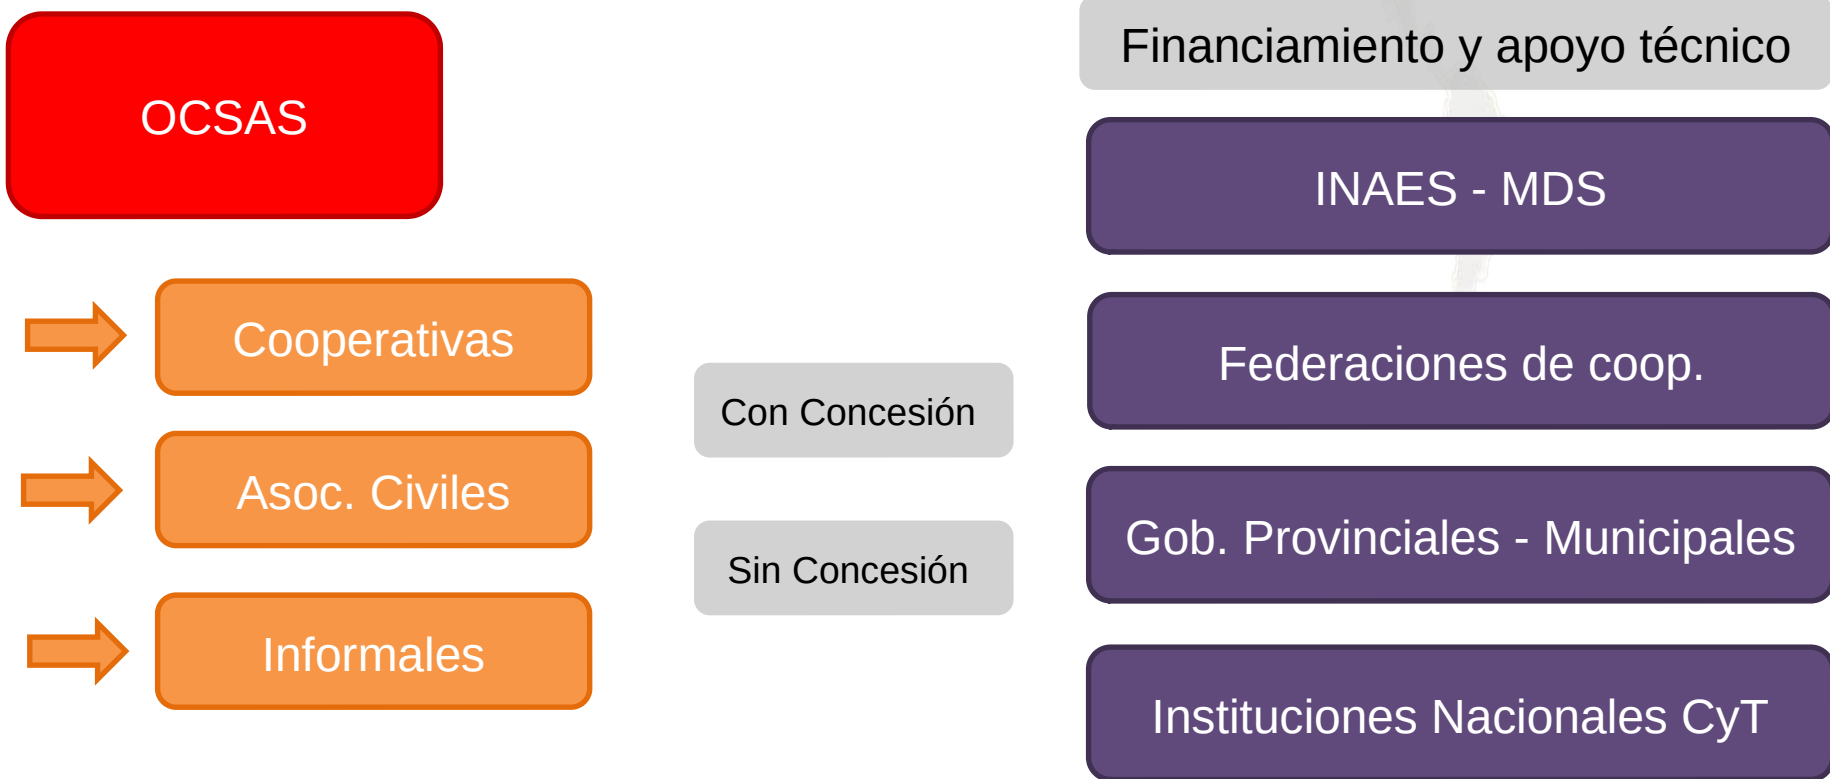 OCSAS
Cooperativas
Asoc. Civiles
Informales
Con Concesión
Sin Concesión
Financiamiento y apoyo técnico
INAES - MDS
Federaciones de coop.
Gob. Provinciales - Municipales
Instituciones Nacionales CyT